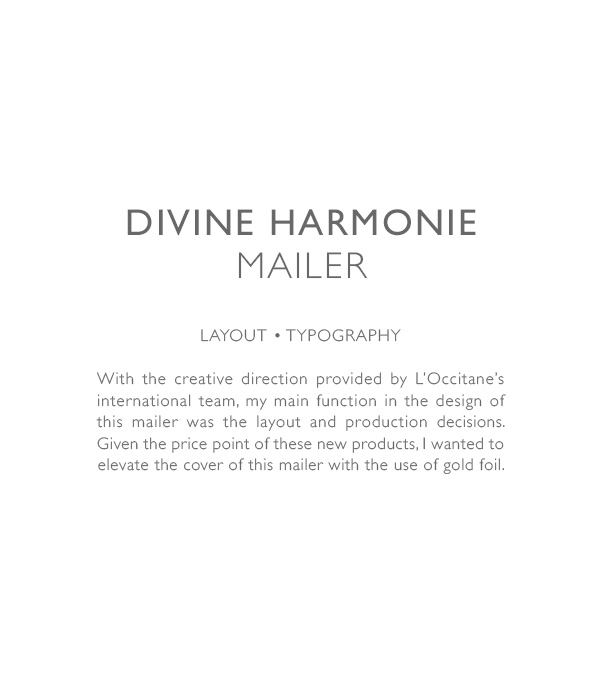 DIVINE HARMONIE
MAILER
LAYOUT • TYPOGRAPHY
With the creative direction provided by L’Occitane’s
international team, my main function in the design of
this mailer was the layout and production decisions.
Given the price point of these new products, I wanted to
elevate the cover of this mailer with the use of gold foil.